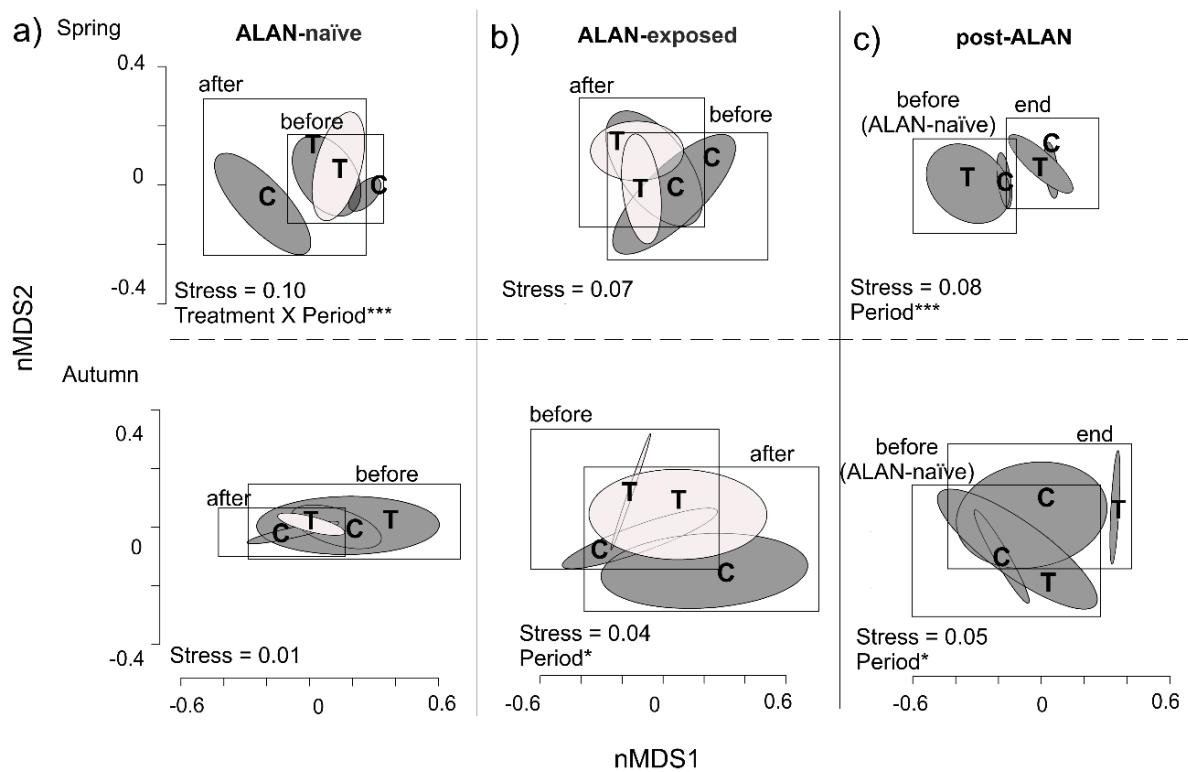 a)
Spring
ALAN-naïve
b)
ALAN-exposed
c)
post-ALAN
nMDS2
0.4
0
-0.4
after
before
T
T
C
C
Stress = 0.10
Treatment X Period***
after
before
T
C
T
C
Stress = 0.07
before
(ALAN-naïve)
end
T
C
C
T
Stress = 0.08
Period***
Autumn
0.4
0
-0.4
after
before
C
T
C
T
Stress = 0.01
before
after
T
T
C
C
Stress = 0.04
Period*
before
(ALAN-naïve)
end
C
T
C
T
Stress = 0.05
Period*
-0.6
0
0.6
-0.6
0
0.6
-0.6
0
0.6
nMDS1